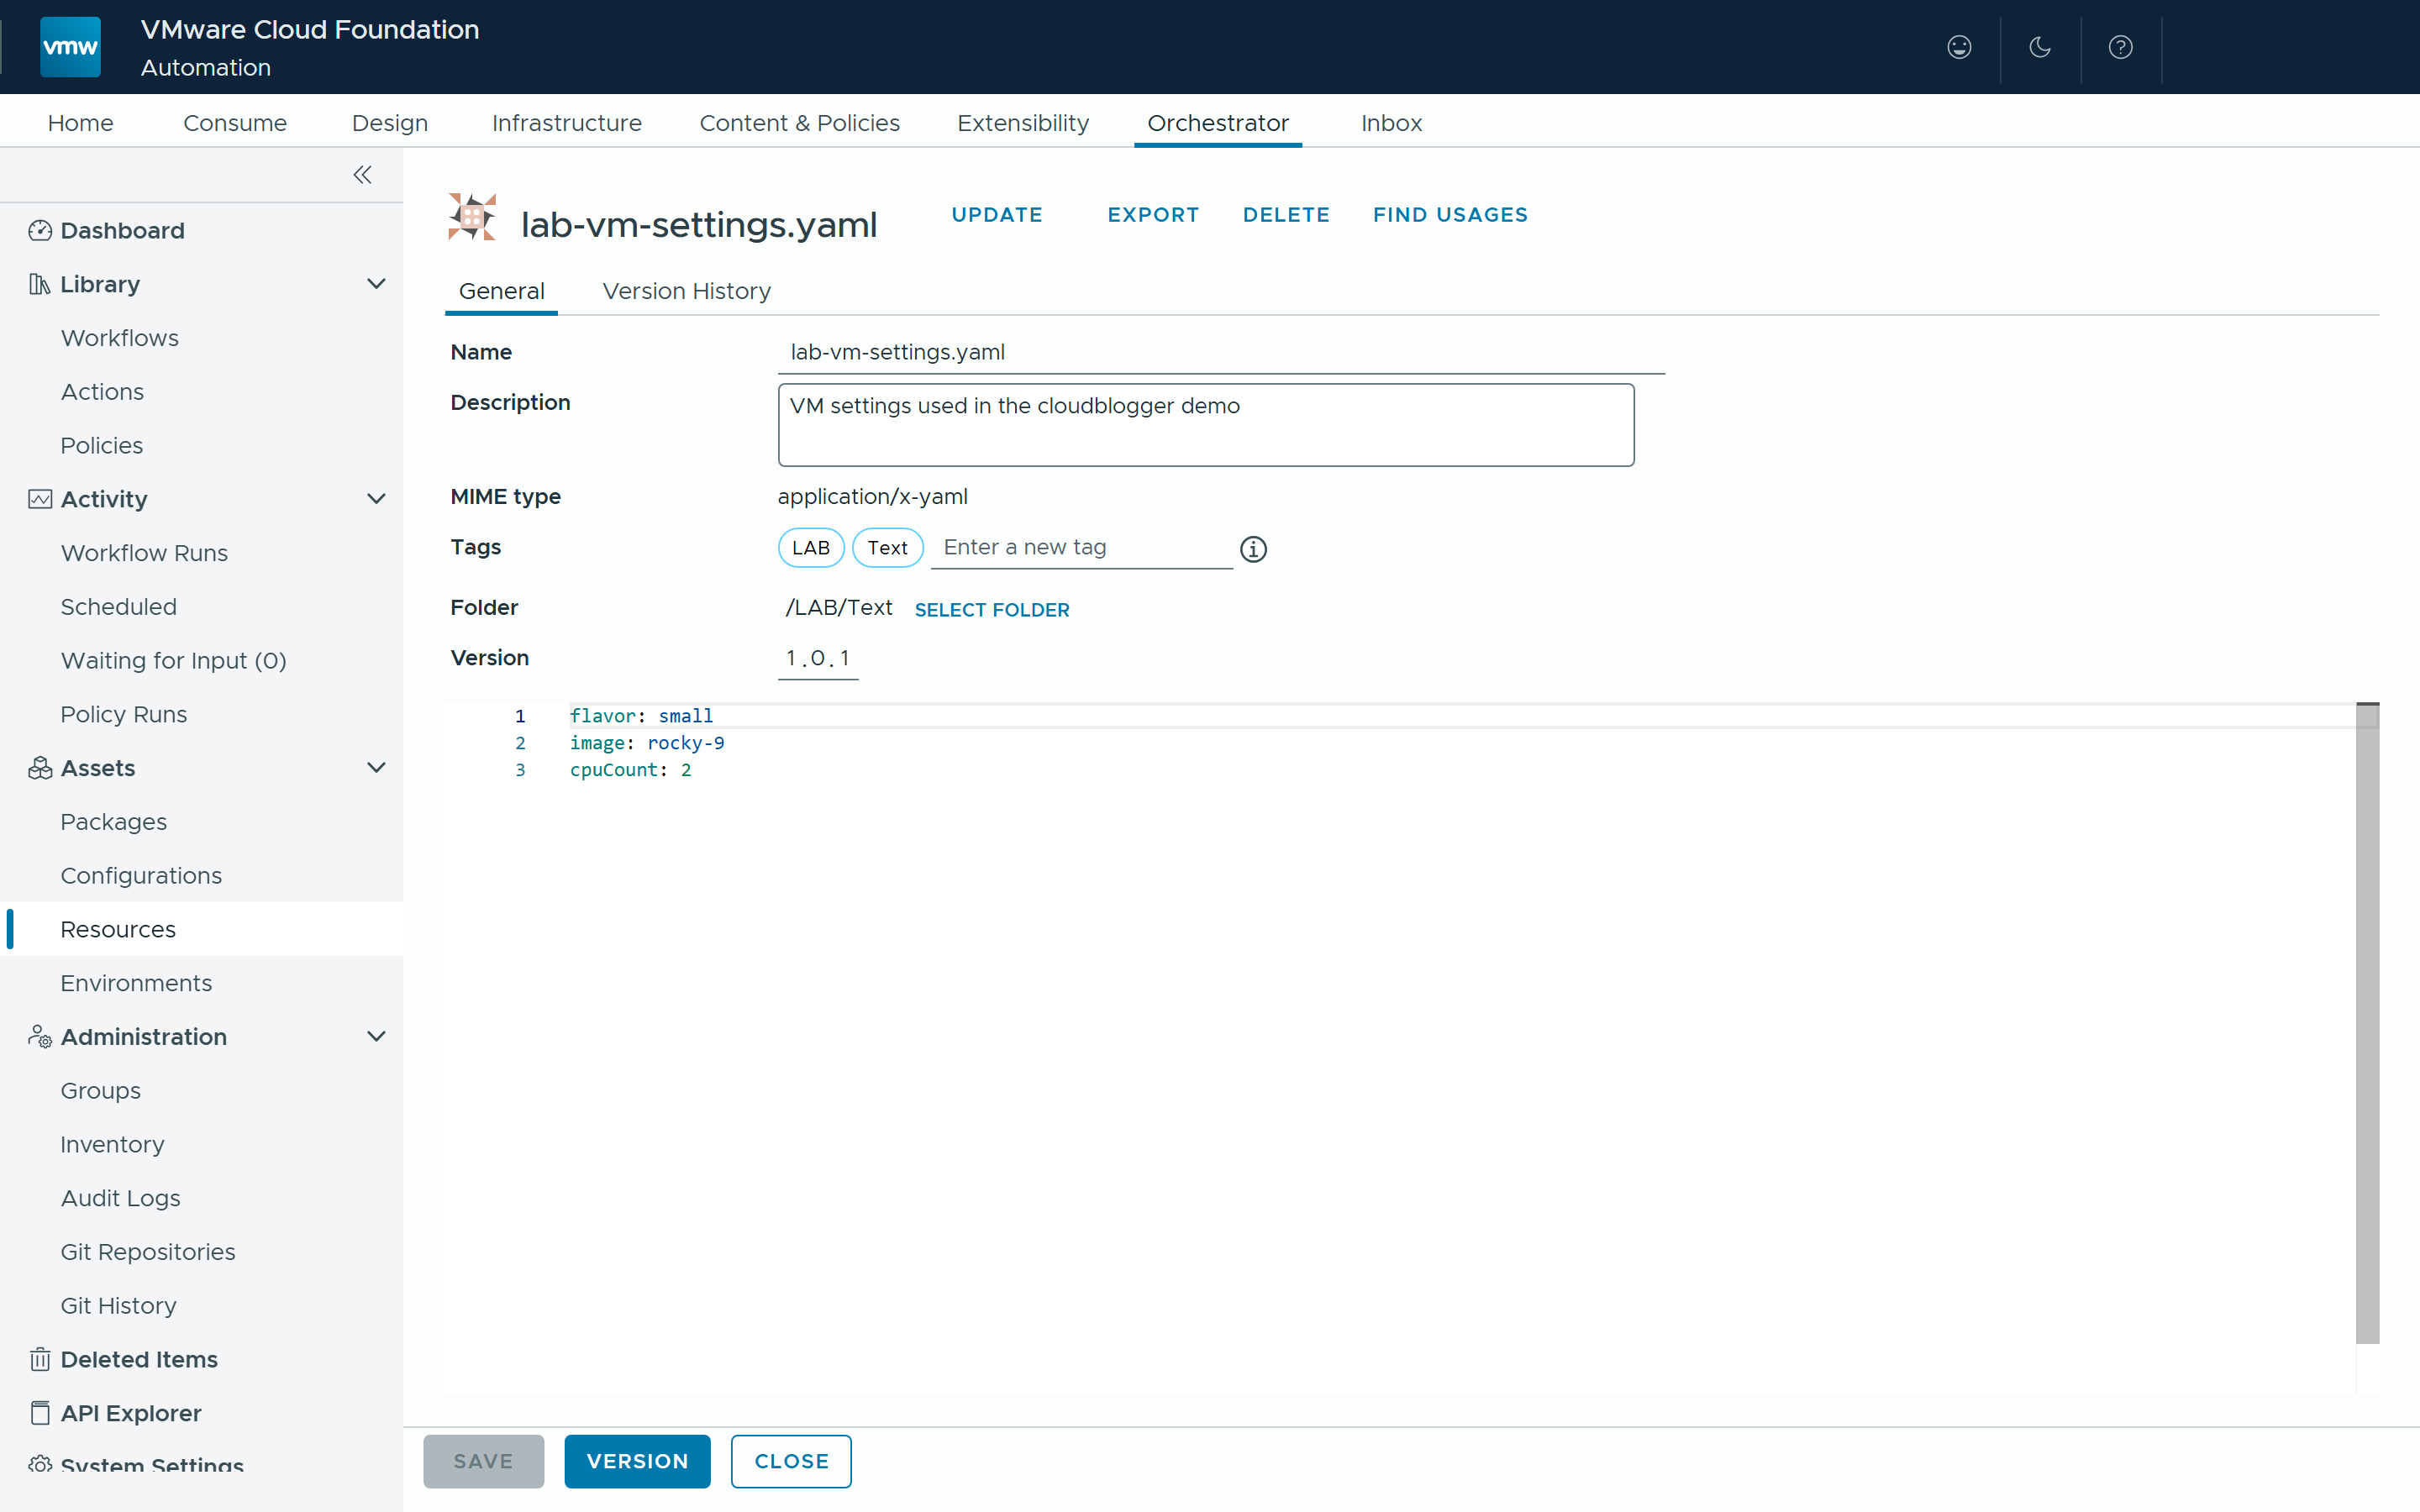 vmw
VMware Cloud Foundation
Automation
Home Consume Design Infrastructure Content & Policies Extensibility Orchestrator Inbox
Dashboard
Library
Workflows
Actions
Policies
Activity
Workflow Runs
Scheduled
Waiting for Input (0)
Policy Runs
Assets
Packages
Configurations
Resources
Environments
Administration
Groups
Inventory
Audit Logs
Git Repositories
Git History
Deleted Items
API Explorer
System Settings
lab-vm-settings.yaml
UPDATE EXPORT DELETE FIND USAGES
General Version History
Name lab-vm-settings.yaml
Description VM settings used in the cloudblogger demo
MIME type application/x-yaml
Tags LAB Text Enter a new tag
Folder /LAB/Text SELECT FOLDER
Version 1.0.1
1 flavor: small
2 image: rocky-9
3 cpuCount: 2
SAVE VERSION CLOSE